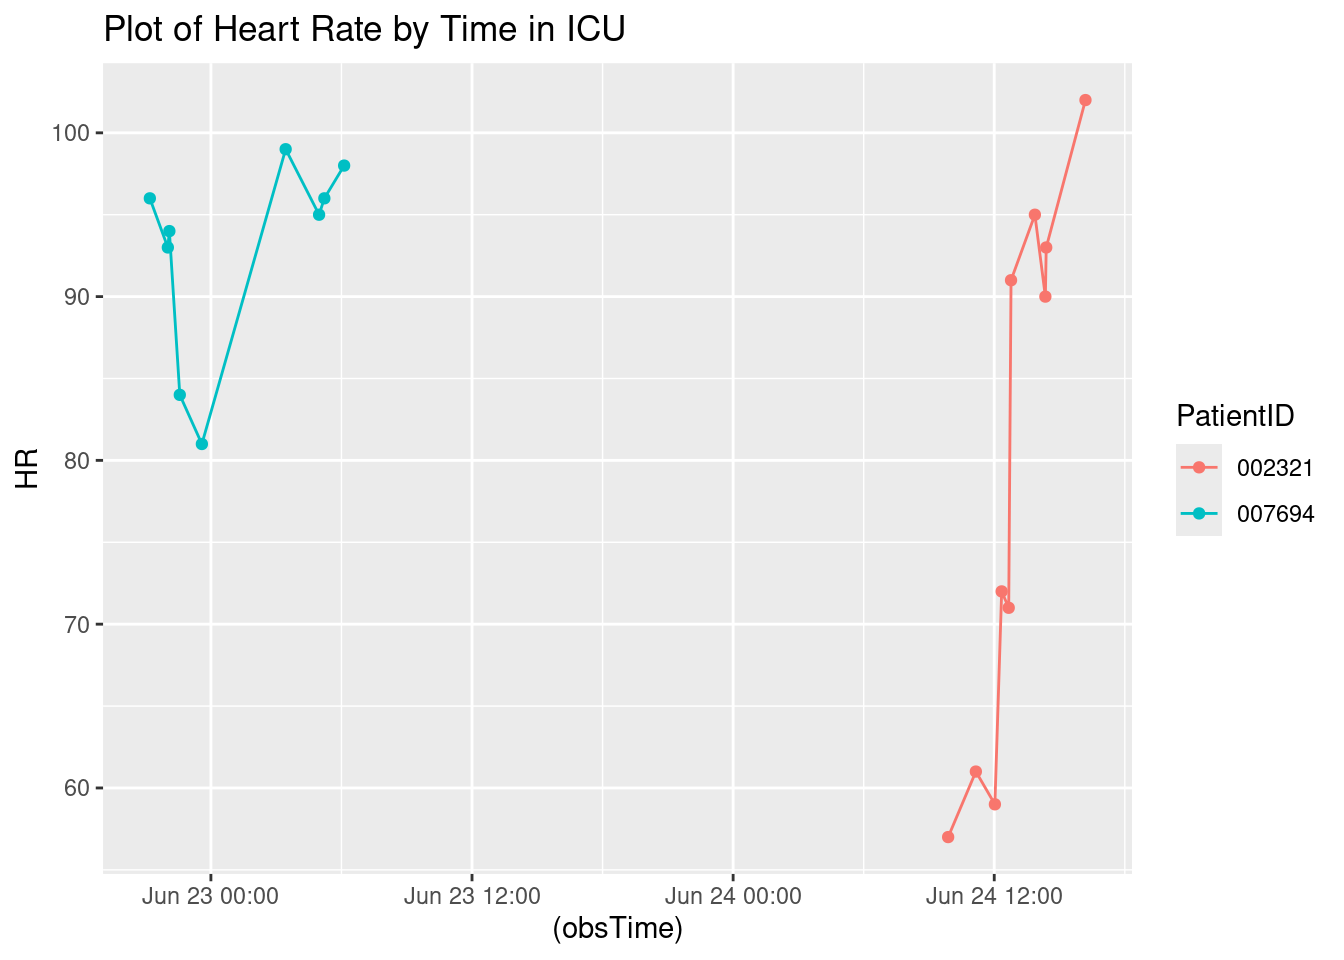 Plot of Heart Rate by Time in ICU
100
90
80
70
60
HR
Jun 23 00:00
Jun 23 12:00
Jun 24 00:00
Jun 24 12:00
(obsTime)
PatientID
002321
007694